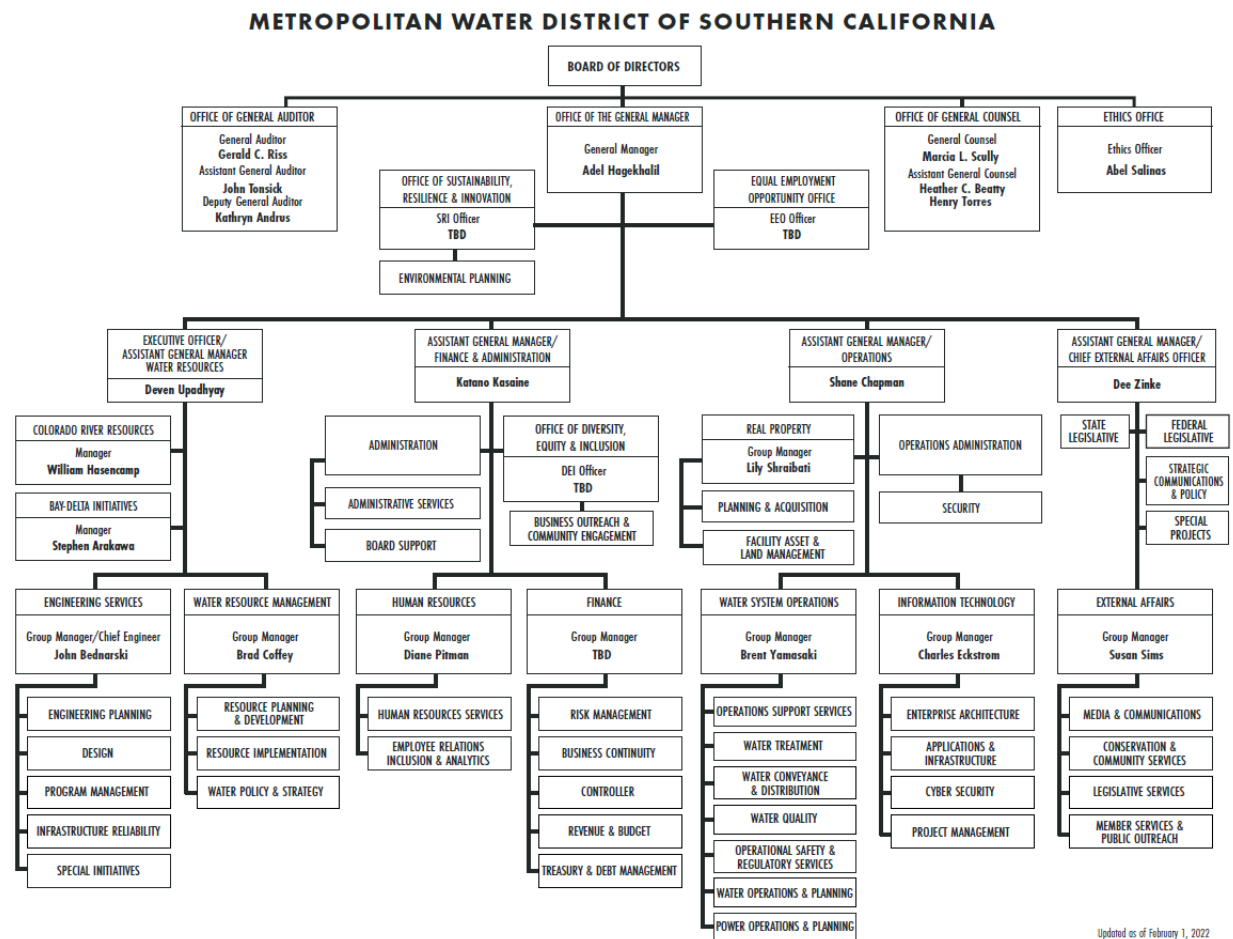 METROPOLITAN WATER DISTRICT OF SOUTHERN CALIFORNIA
BOARD OF DIRECTORS
OFFICE OF GENERAL AUDITOR
General Auditor
Gerald C. Riss
Assistant General Auditor
John Tonsick
Deputy General Auditor
Kathryn Andrus
OFFICE OF THE GENERAL MANAGER
General Manager
Adel Hagekhalil
OFFICE OF GENERAL COUNSEL
General Counsel
Marcia L. Scully
Assistant General Counsel
Heather C. Beatty
Henry Torres
ETHICS OFFICE
Ethics Officer
Abel Salinas
OFFICE OF SUSTAINABILITY,
RESILIENCE & INNOVATION
SRI Officer
TBD
ENVIRONMENTAL PLANNING
EQUAL EMPLOYMENT
OPPORTUNITY OFFICE
EEO Officer
TBD
EXECUTIVE OFFICER/
ASSISTANT GENERAL MANAGER
WATER RESOURCES
Deven Upadhyay
ASSISTANT GENERAL MANAGER/
FINANCE & ADMINISTRATION
Katano Kasaine
ASSISTANT GENERAL MANAGER/
OPERATIONS
Shane Chapman
ASSISTANT GENERAL MANAGER/
CHIEF EXTERNAL AFFAIRS OFFICER
Dee Zinke
COLORADO RIVER RESOURCES
Manager
William Hasencamp
BAY-DELTA INITIATIVES
Manager
Stephen Arakawa
ADMINISTRATION
ADMINISTRATIVE SERVICES
BOARD SUPPORT
OFFICE OF DIVERSITY,
EQUITY & INCLUSION
DEI Officer
TBD
BUSINESS OUTREACH &
COMMUNITY ENGAGEMENT
REAL PROPERTY
Group Manager
Lily Shraibati
PLANNING & ACQUISITION
FACILITY ASSET &
LAND MANAGEMENT
OPERATIONS ADMINISTRATION
SECURITY
STATE
LEGISLATIVE
FEDERAL
LEGISLATIVE
STRATEGIC
COMMUNICATIONS
& POLICY
SPECIAL
PROJECTS
ENGINEERING SERVICES
Group Manager/Chief Engineer
John Bednarski
ENGINEERING PLANNING
DESIGN
PROGRAM MANAGEMENT
INFRASTRUCTURE RELIABILITY
SPECIAL INITIATIVES
WATER RESOURCE MANAGEMENT
Group Manager
Brad Coffey
RESOURCE PLANNING
& DEVELOPMENT
RESOURCE IMPLEMENTATION
WATER POLICY & STRATEGY
HUMAN RESOURCES
Group Manager
Diane Pitman
HUMAN RESOURCES SERVICES
EMPLOYEE RELATIONS
INCLUSION & ANALYTICS
FINANCE
Group Manager
TBD
RISK MANAGEMENT
BUSINESS CONTINUITY
CONTROLLER
REVENUE & BUDGET
TREASURY & DEBT MANAGEMENT
WATER SYSTEM OPERATIONS
Group Manager
Brent Yamasaki
OPERATIONS SUPPORT SERVICES
WATER TREATMENT
WATER CONVEYANCE
& DISTRIBUTION
WATER QUALITY
OPERATIONAL SAFETY &
REGULATORY SERVICES
WATER OPERATIONS & PLANNING
POWER OPERATIONS & PLANNING
INFORMATION TECHNOLOGY
Group Manager
Charles Eckstrom
ENTERPRISE ARCHITECTURE
APPLICATIONS &
INFRASTRUCTURE
CYBER SECURITY
PROJECT MANAGEMENT
EXTERNAL AFFAIRS
Group Manager
Susan Sims
MEDIA & COMMUNICATIONS
CONSERVATION &
COMMUNITY SERVICES
LEGISLATIVE SERVICES
MEMBER SERVICES &
PUBLIC OUTREACH
Updated as of February 1, 2022